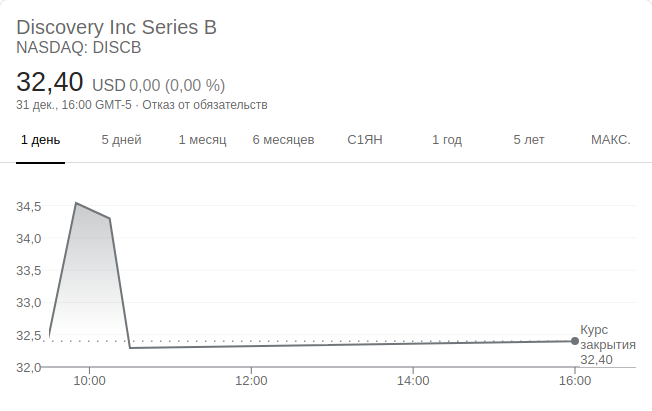 Discovery Inc Series B
NASDAQ: DISCB
32,40 USD 0,00 (0,00 %)
31 дек., 16:00 GMT-5 · Отказ от обязательств
1 день 5 дней 1 месяц 6 месяцев С1ЯН 1 год 5 лет МАКС.
34,5
34,0
33,5
33,0
32,5
32,0
Курс
закрытия
32,40
10:00 12:00 14:00 16:00